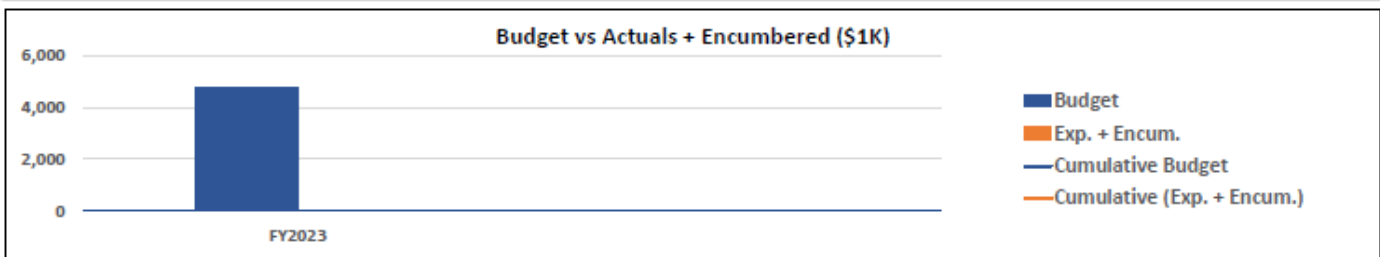 Budget vs Actuals + Encumbered ($1K)
6,000
4,000
2,000
0
FY2023
Budget
Exp. + Encum.
Cumulative Budget
Cumulative (Exp. + Encum.)